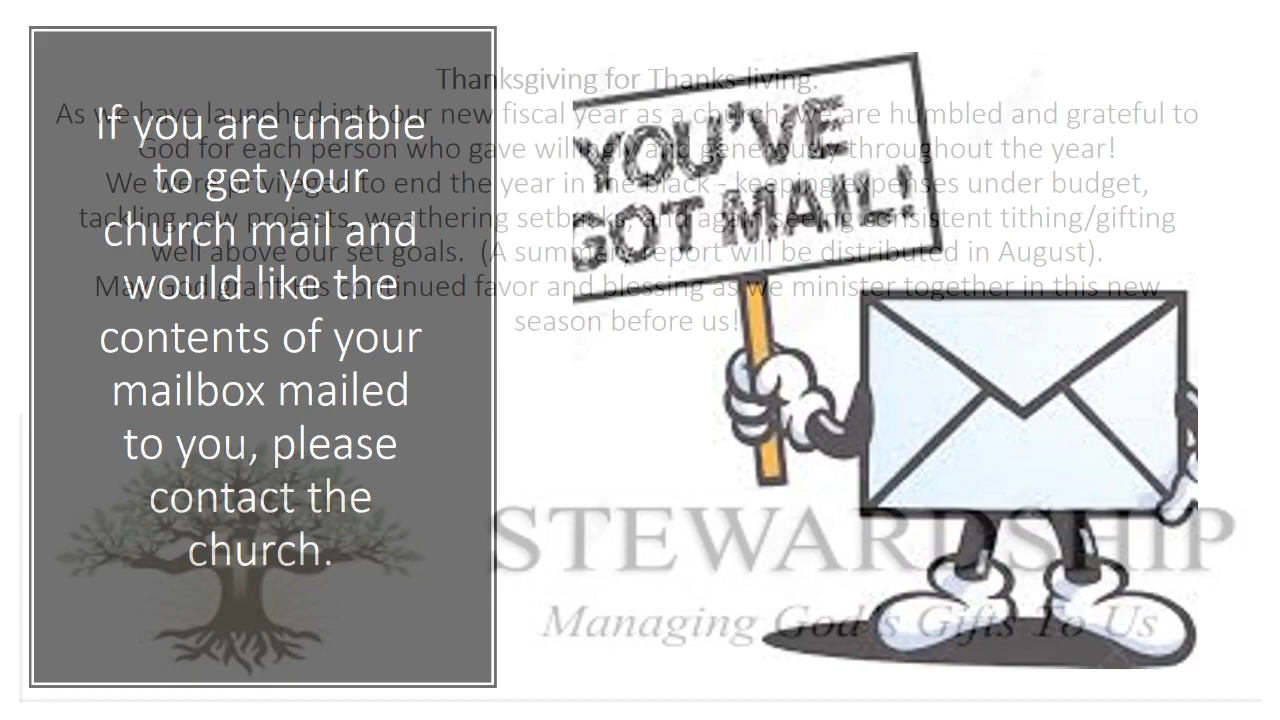 If you are unable
to get your
church mail and
would like the
contents of your
mailbox mailed
to you, please
contact the
church.
YOU'VE
GOT MAIL!
Thanksgiving for Thanks-living.
As we have launched into our new fiscal year as a church, we are humbled and grateful to
God for each person who gave willingly and generously throughout the year!
We were privileged to end the year in the black - keeping expenses under budget,
tackling new projects, weathering setbacks, and again seeing consistent tithing/gifting
well above our set goals. (A summary report will be distributed in August).
May God grant His continued favor and blessing as we minister together in this new
season before us!
STEWARDSHIP
Managing God's Gifts To Us